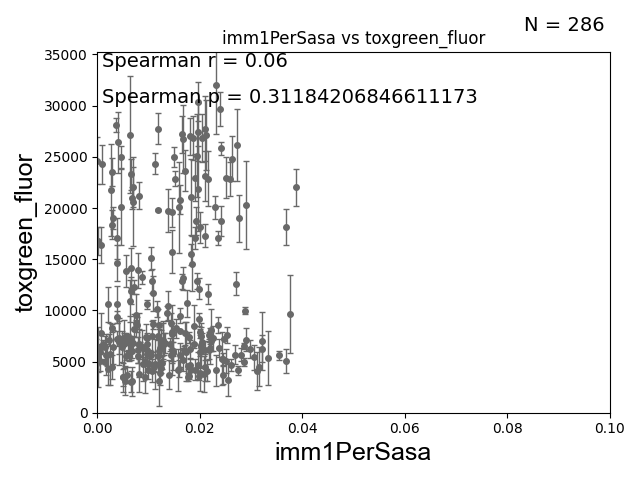 N = 286
imm1PerSasa vs toxgreen_fluor
Spearman r = 0.06
Spearman p = 0.31184206846611173
35000
30000
25000
20000
15000
10000
5000
0
toxgreen_fluor
0.00 0.02 0.04 0.06 0.08 0.10
imm1PerSasa